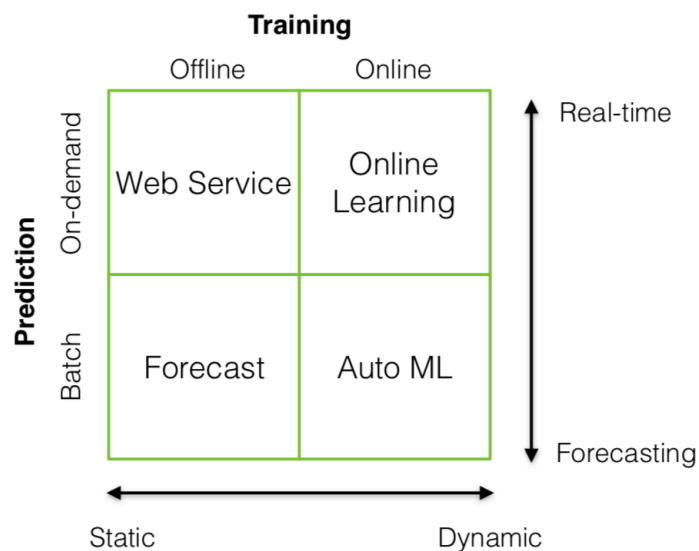 Training
Offline
Online
Real-time
On-demand
Web Service
Online
Learning
Prediction
Batch
Forecast
Auto ML
Forecasting
Static
Dynamic